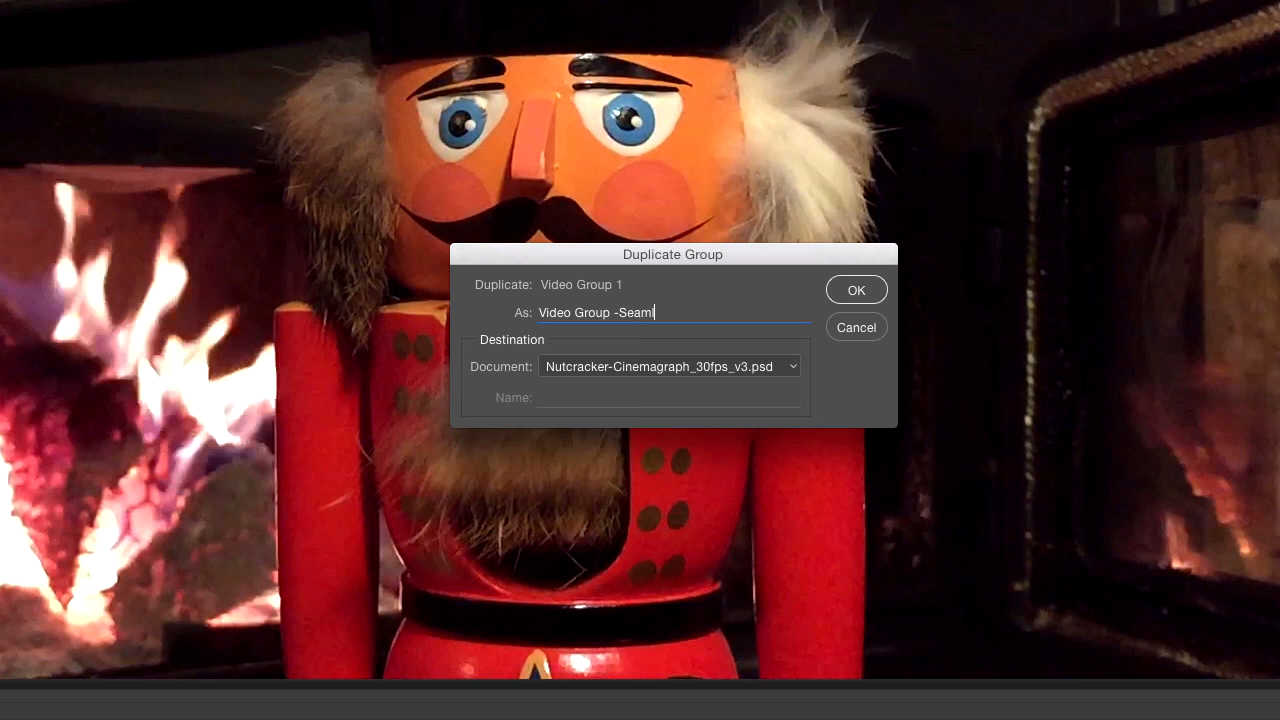 Duplicate Group
Duplicate: Video Group 1
As: Video Group -Seaml
Destination
Document: Nutcracker-Cinemagraph_30fps_v3.psd
Name:
OK
Cancel